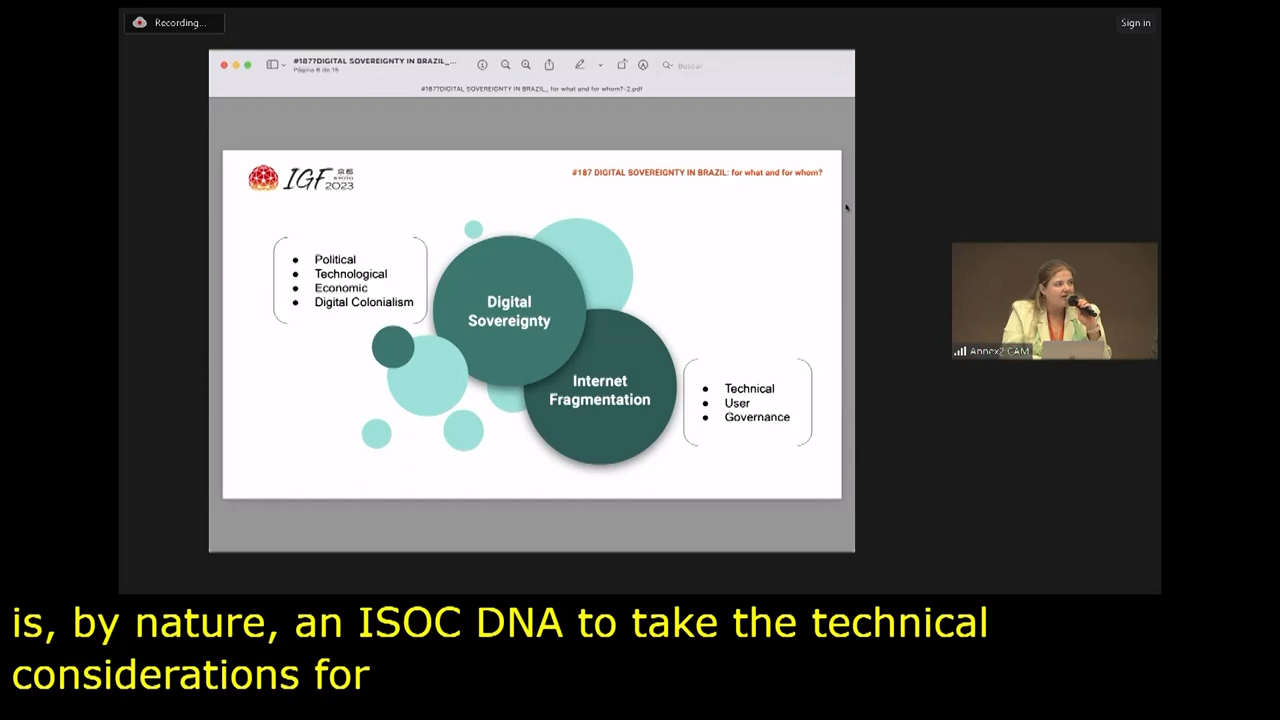 Recording...
Sign in
#187?DIGITAL SOVEREIGNTY IN BRAZIL_...
Página 8 de 15
Buscar
#187?DIGITAL SOVEREIGNTY IN BRAZIL_ for what and for whom?-2.pdf
IGF 京都 KYOTO 2023
#187 DIGITAL SOVEREIGNTY IN BRAZIL: for what and for whom?
Political
Technological
Economic
Digital Colonialism
Digital
Sovereignty
Internet
Fragmentation
Technical
User
Governance
Annex2 CAM
is, by nature, an ISOC DNA to take the technical
considerations for